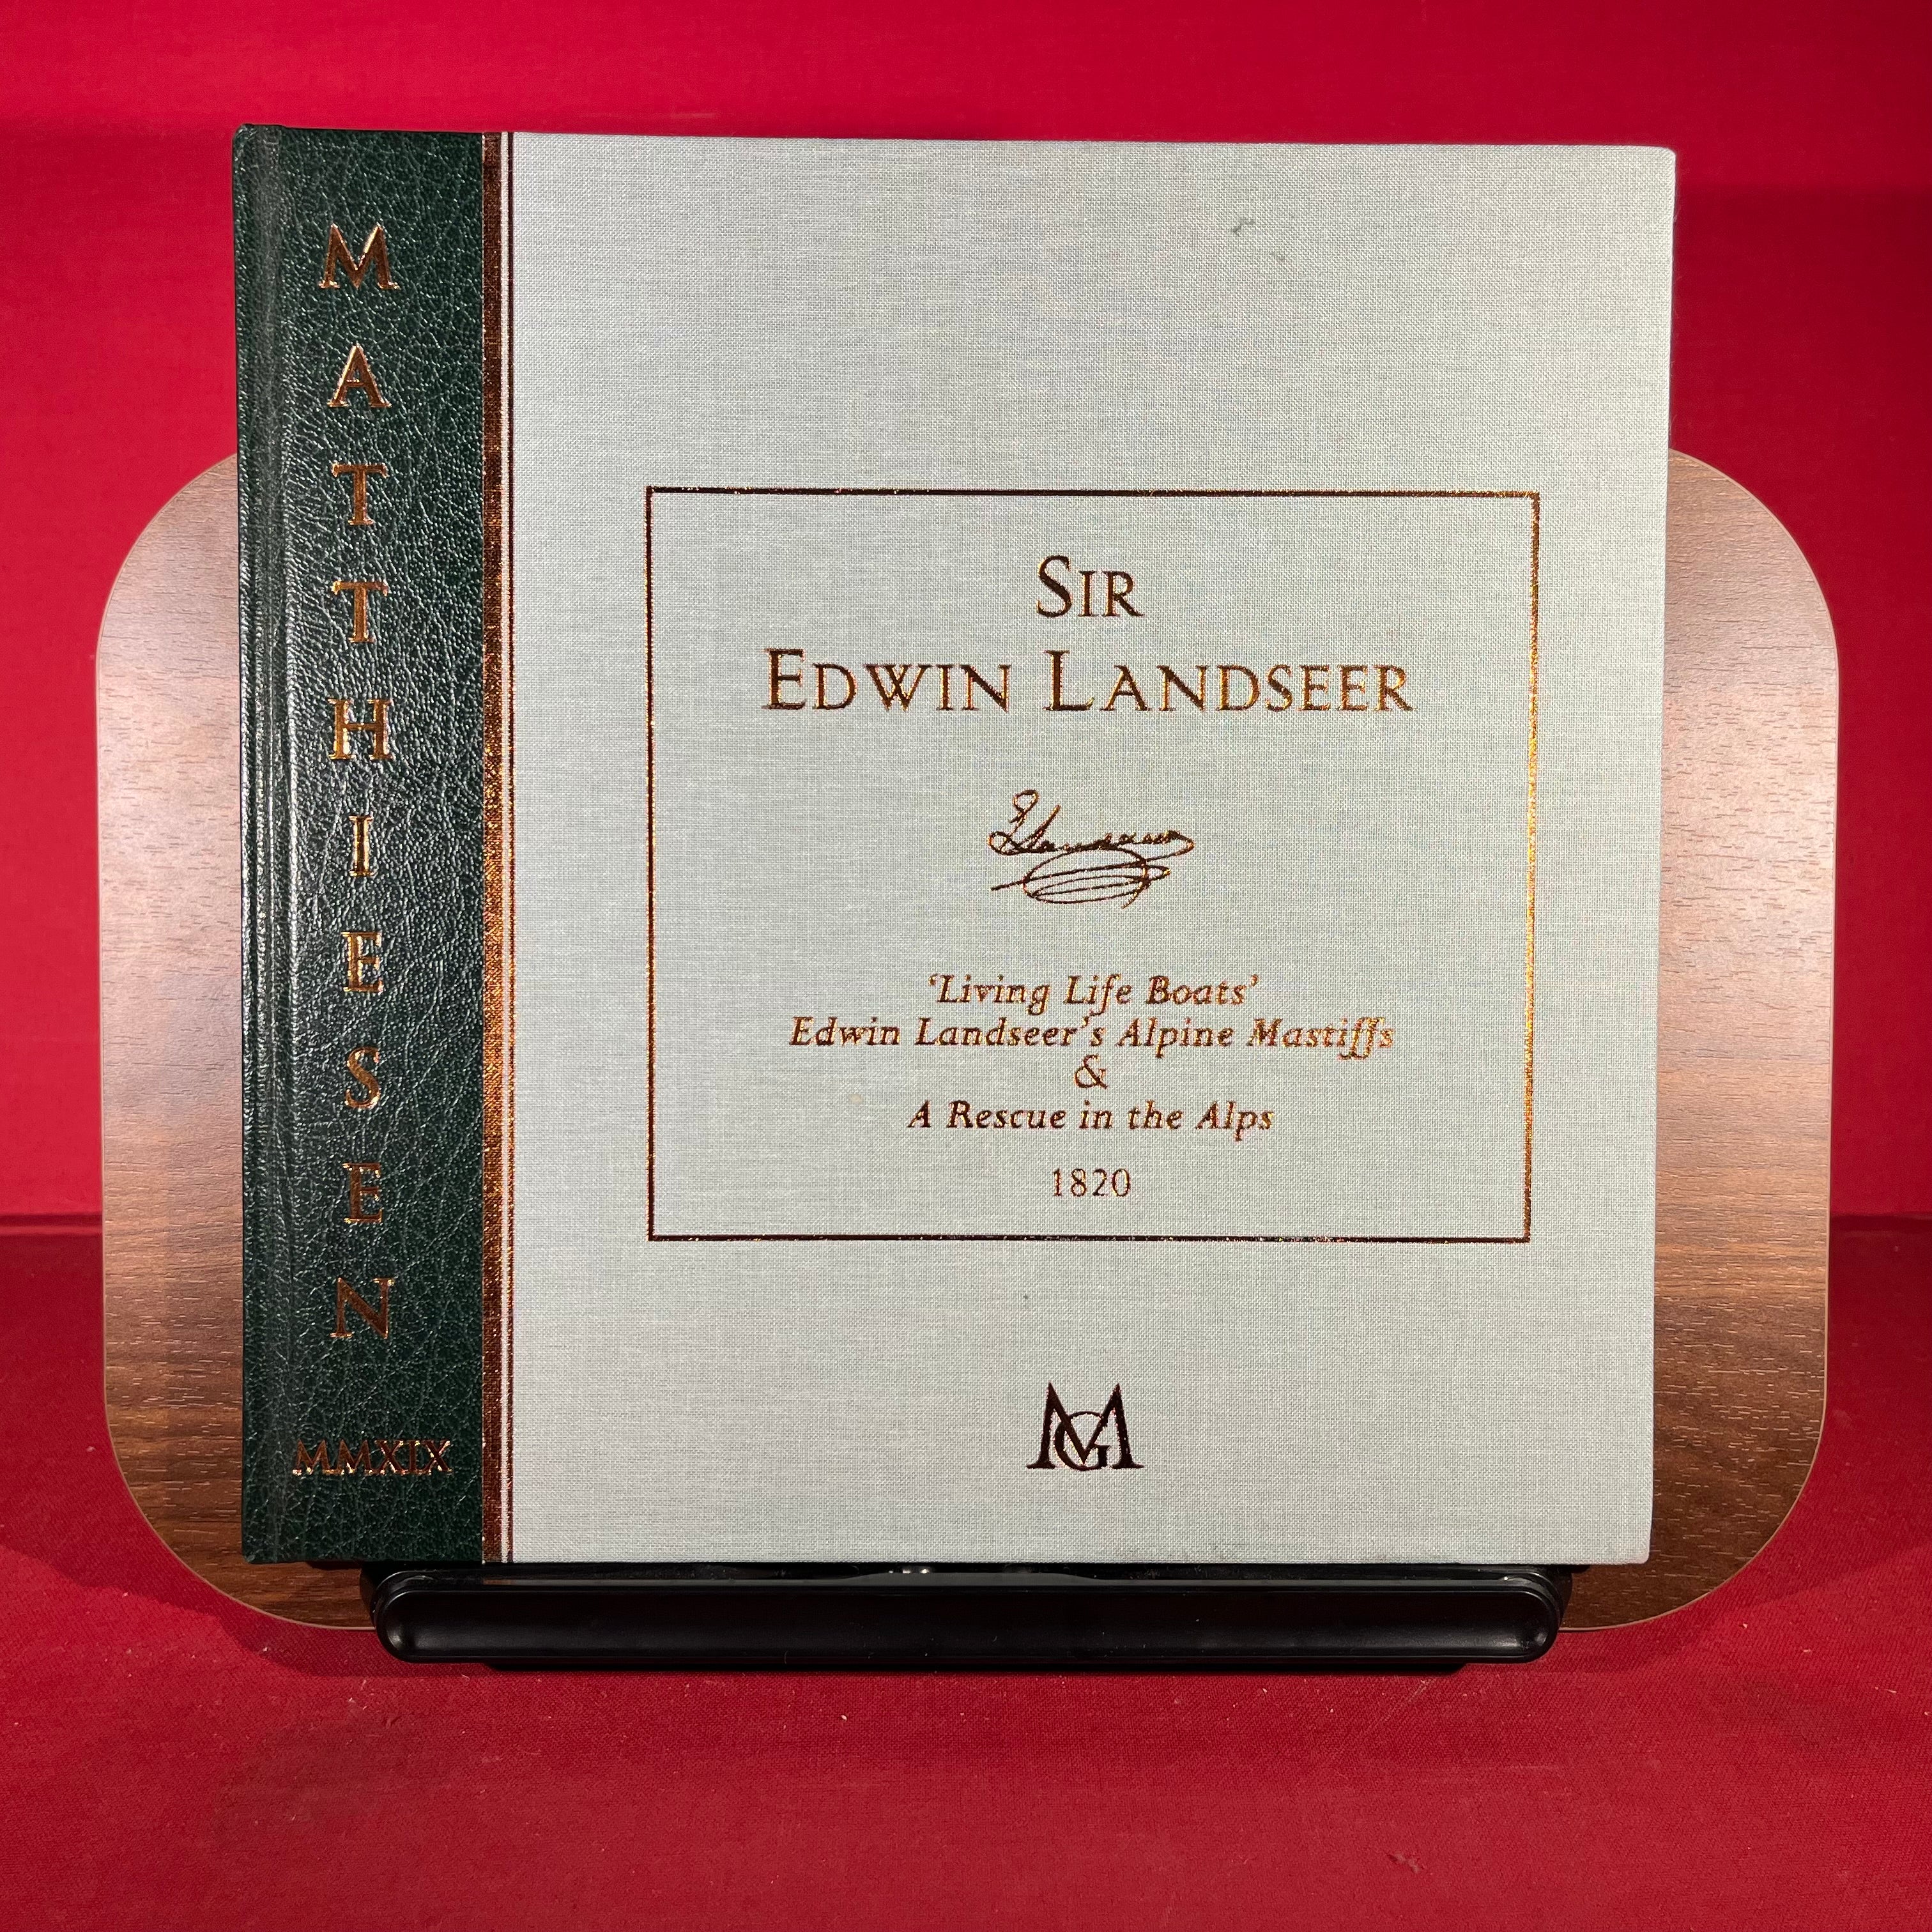 MATTHIESEN
MMXIX
SIR
EDWIN LANDSEER
‘Living Life Boats’
Edwin Landseer’s Alpine Mastiffs
&
A Rescue in the Alps
1820
MG